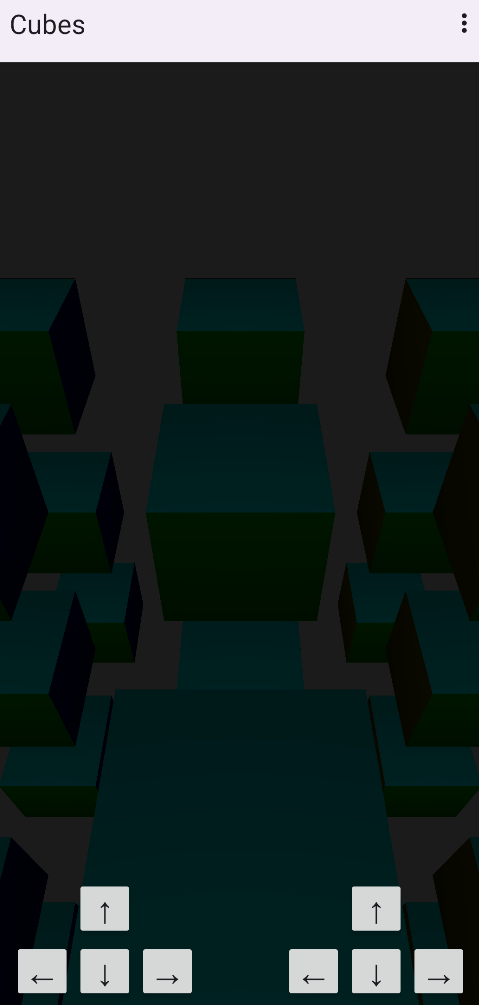 Cubes
↑ ↑
← ↓ → ← ↓ →